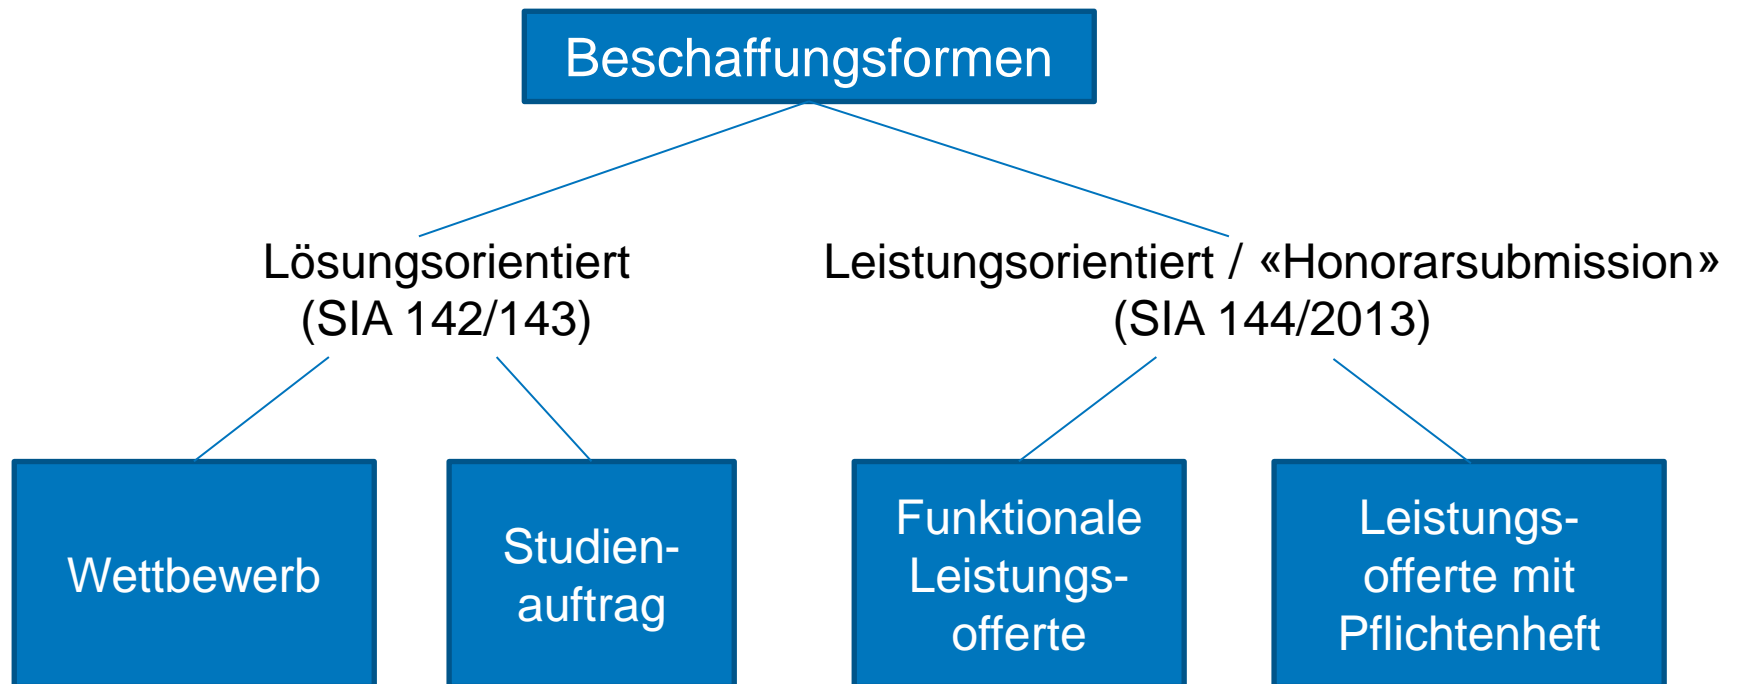 Beschaffungsformen
Lösungsorientiert
(SIA 142/143)
Leistungsorientiert / «Honorarsubmission»
(SIA 144/2013)
Wettbewerb
Studien-
auftrag
Funktionale
Leistungs-
offerte
Leistungs-
offerte mit
Pflichtenheft